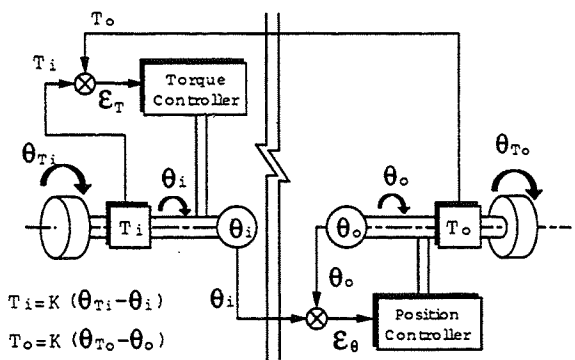 To
Ti
εT
Torque
Controller
θTi
θi
θo
θTo
Ti
θi
θo
To
θi
θo
Ti=K(θTi-θi)
To=K(θTo-θo)
εθ
Position
Controller